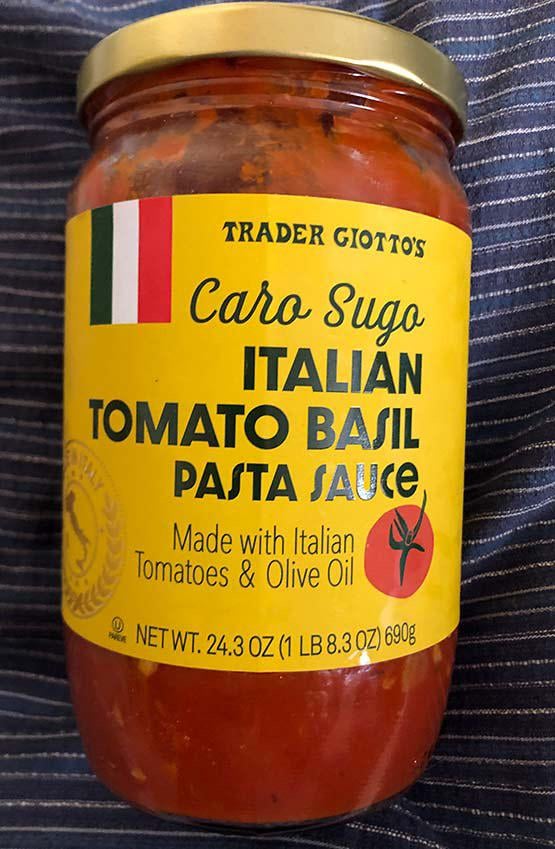 TRADER GIOTTO'S
Caro Sugo
ITALIAN
TOMATO BASIL
PASTA SAUCE
Made with Italian
Tomatoes & Olive Oil
U
PAREVE
NET WT. 24.3 OZ (1 LB 8.3 OZ) 690g